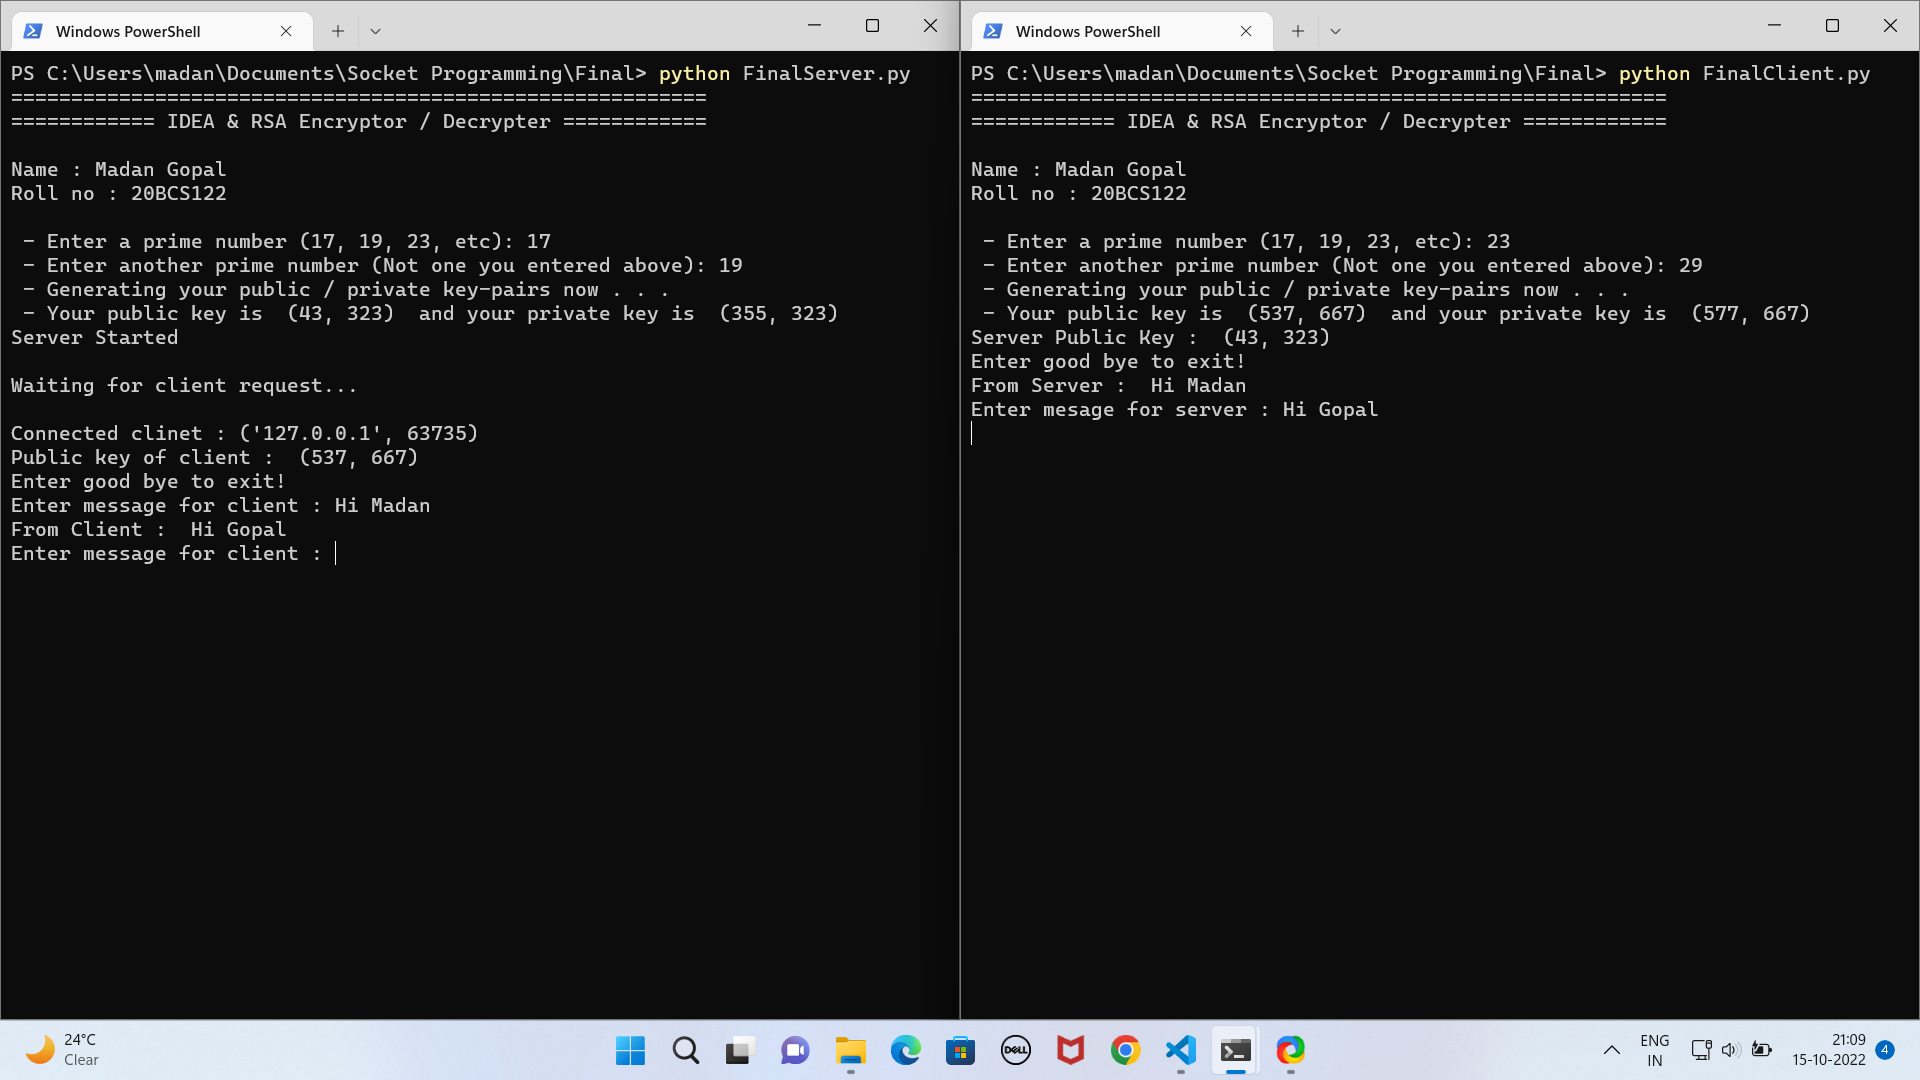 Windows PowerShell
PS C:\Users\madan\Documents\Socket Programming\Final> python FinalServer.py
==========================================================
============ IDEA & RSA Encryptor / Decrypter ============
Name : Madan Gopal
Roll no : 20BCS122
- Enter a prime number (17, 19, 23, etc): 17
- Enter another prime number (Not one you entered above): 19
- Generating your public / private key-pairs now . . .
- Your public key is  (43, 323)  and your private key is  (355, 323)
Server Started
Waiting for client request...
Connected clinet : ('127.0.0.1', 63735)
Public key of client :  (537, 667)
Enter good bye to exit!
Enter message for client : Hi Madan
From Client :  Hi Gopal
Enter message for client :
Windows PowerShell
PS C:\Users\madan\Documents\Socket Programming\Final> python FinalClient.py
==========================================================
============ IDEA & RSA Encryptor / Decrypter ============
Name : Madan Gopal
Roll no : 20BCS122
- Enter a prime number (17, 19, 23, etc): 23
- Enter another prime number (Not one you entered above): 29
- Generating your public / private key-pairs now . . .
- Your public key is  (537, 667)  and your private key is  (577, 667)
Server Public Key :  (43, 323)
Enter good bye to exit!
From Server :  Hi Madan
Enter mesage for server : Hi Gopal
24°C
Clear
DELL
ENG
IN
21:09
15-10-2022
4